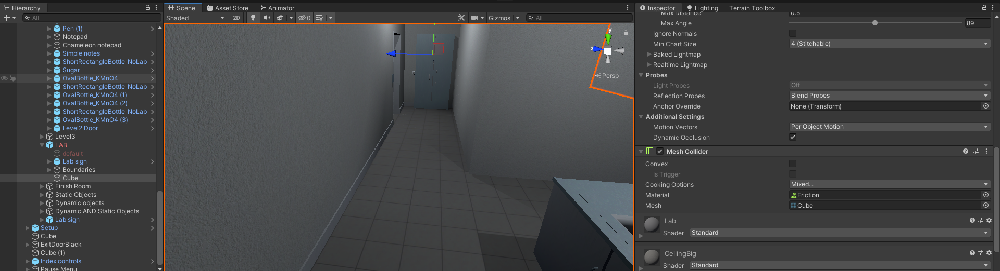 Hierarchy
All
Pen (1)
Notepad
Chameleon notepad
Simple notes
ShortRectangleBottle_NoLab
Sugar
OvalBottle_KMnO4
ShortRectangleBottle_NoLab
OvalBottle_KMnO4 (1)
OvalBottle_KMnO4 (2)
ShortRectangleBottle_NoLab
OvalBottle_KMnO4 (3)
Level2 Door
Level3
LAB
default
Lab sign
Boundaries
Cube
Finish Room
Static Objects
Dynamic objects
Dynamic AND Static Objects
Lab sign
Setup
Cube
ExitDoorBlack
Cube (1)
Index controls
Pause Menu
Scene Asset Store Animator
Shaded 2D 0 Gizmos All
y
z
Persp
Inspector Lighting Terrain Toolbox
Max Distance 0.5
Max Angle 89
Ignore Normals
Min Chart Size 4 (Stitchable)
Baked Lightmap
Realtime Lightmap
Probes
Light Probes Off
Reflection Probes Blend Probes
Anchor Override None (Transform)
Additional Settings
Motion Vectors Per Object Motion
Dynamic Occlusion
Mesh Collider
Convex
Is Trigger
Cooking Options Mixed...
Material Friction
Mesh Cube
Lab
Shader Standard
CeilingBig
Shader Standard